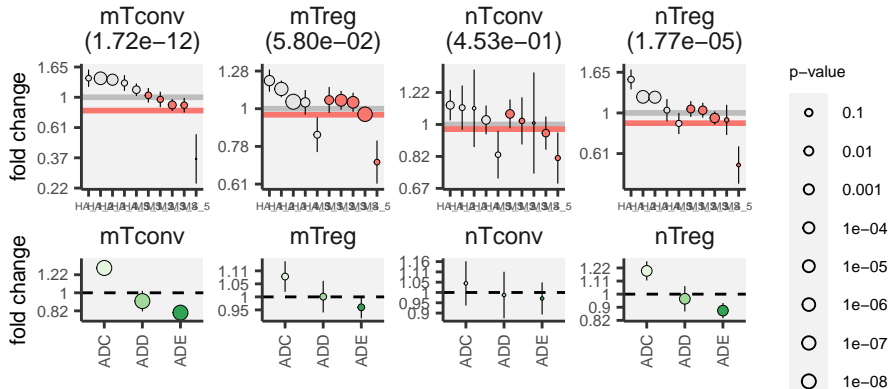 mTconv
(1.72e−12)
mTreg
(5.80e−02)
nTconv
(4.53e−01)
nTreg
(1.77e−05)
fold change
1.65
1
0.61
0.37
0.22
1.28
1
0.78
0.61
1.22
1
0.82
0.67
1.65
1
0.61
mTconv
mTreg
nTconv
nTreg
fold change
1.22
1
0.82
1.11
1.05
1
0.95
1.16
1.1
1.05
1
0.95
0.9
1.22
1.11
1
0.9
0.82
ADC
ADD
ADE
ADC
ADD
ADE
ADC
ADD
ADE
ADC
ADD
ADE
p−value
0.1
0.01
0.001
1e−04
1e−05
1e−06
1e−07
1e−08